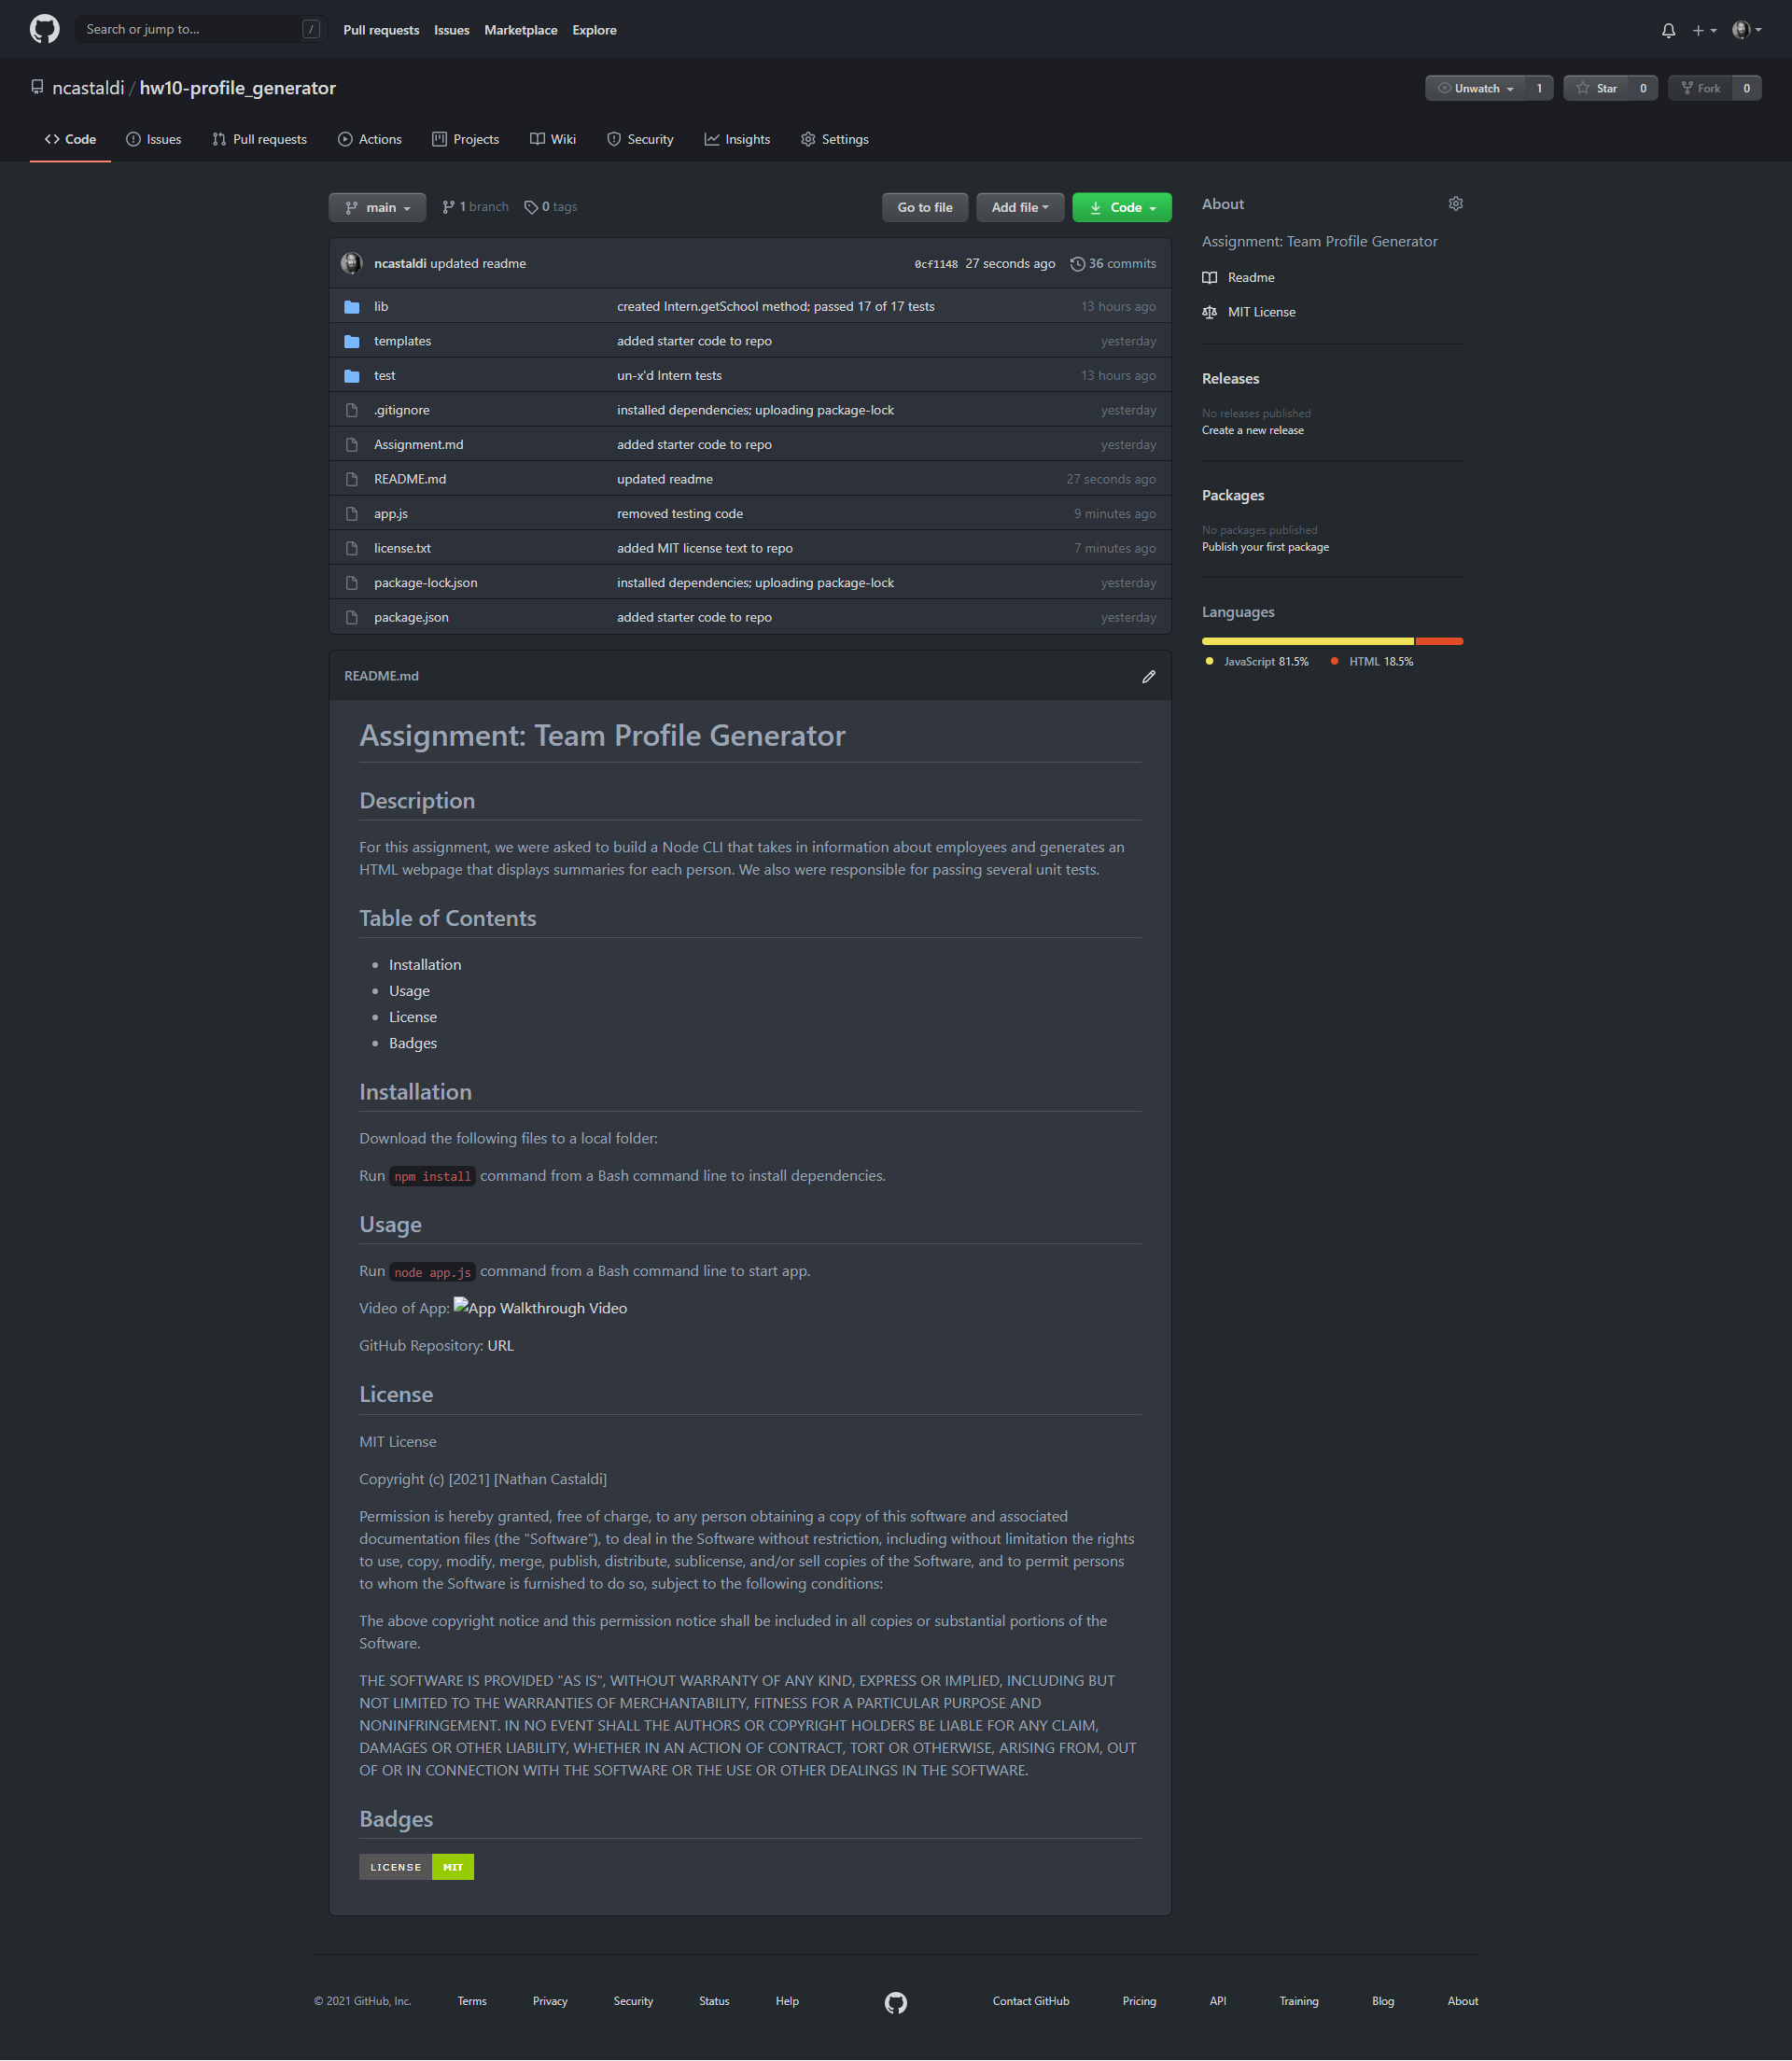 Search or jump to... /
Pull requests Issues Marketplace Explore
ncastaldi / hw10-profile_generator
Unwatch 1 Star 0 Fork 0
Code Issues Pull requests Actions Projects Wiki Security Insights Settings
main 1 branch 0 tags Go to file Add file Code
ncastaldi updated readme 0cf1148 27 seconds ago 36 commits
lib created Intern.getSchool method; passed 17 of 17 tests 13 hours ago
templates added starter code to repo yesterday
test un-x'd Intern tests 13 hours ago
.gitignore installed dependencies; uploading package-lock yesterday
Assignment.md added starter code to repo yesterday
README.md updated readme 27 seconds ago
app.js removed testing code 9 minutes ago
license.txt added MIT license text to repo 7 minutes ago
package-lock.json installed dependencies; uploading package-lock yesterday
package.json added starter code to repo yesterday
About
Assignment: Team Profile Generator
Readme
MIT License
Releases
No releases published
Create a new release
Packages
No packages published
Publish your first package
Languages
JavaScript 81.5% HTML 18.5%
README.md
Assignment: Team Profile Generator
Description
For this assignment, we were asked to build a Node CLI that takes in information about employees and generates an
HTML webpage that displays summaries for each person. We also were responsible for passing several unit tests.
Table of Contents
Installation
Usage
License
Badges
Installation
Download the following files to a local folder:
Run npm install command from a Bash command line to install dependencies.
Usage
Run node app.js command from a Bash command line to start app.
Video of App: App Walkthrough Video
GitHub Repository: URL
License
MIT License
Copyright (c) [2021] [Nathan Castaldi]
Permission is hereby granted, free of charge, to any person obtaining a copy of this software and associated
documentation files (the "Software"), to deal in the Software without restriction, including without limitation the rights
to use, copy, modify, merge, publish, distribute, sublicense, and/or sell copies of the Software, and to permit persons
to whom the Software is furnished to do so, subject to the following conditions:
The above copyright notice and this permission notice shall be included in all copies or substantial portions of the
Software.
THE SOFTWARE IS PROVIDED "AS IS", WITHOUT WARRANTY OF ANY KIND, EXPRESS OR IMPLIED, INCLUDING BUT
NOT LIMITED TO THE WARRANTIES OF MERCHANTABILITY, FITNESS FOR A PARTICULAR PURPOSE AND
NONINFRINGEMENT. IN NO EVENT SHALL THE AUTHORS OR COPYRIGHT HOLDERS BE LIABLE FOR ANY CLAIM,
DAMAGES OR OTHER LIABILITY, WHETHER IN AN ACTION OF CONTRACT, TORT OR OTHERWISE, ARISING FROM, OUT
OF OR IN CONNECTION WITH THE SOFTWARE OR THE USE OR OTHER DEALINGS IN THE SOFTWARE.
Badges
LICENSE MIT
© 2021 GitHub, Inc. Terms Privacy Security Status Help Contact GitHub Pricing API Training Blog About